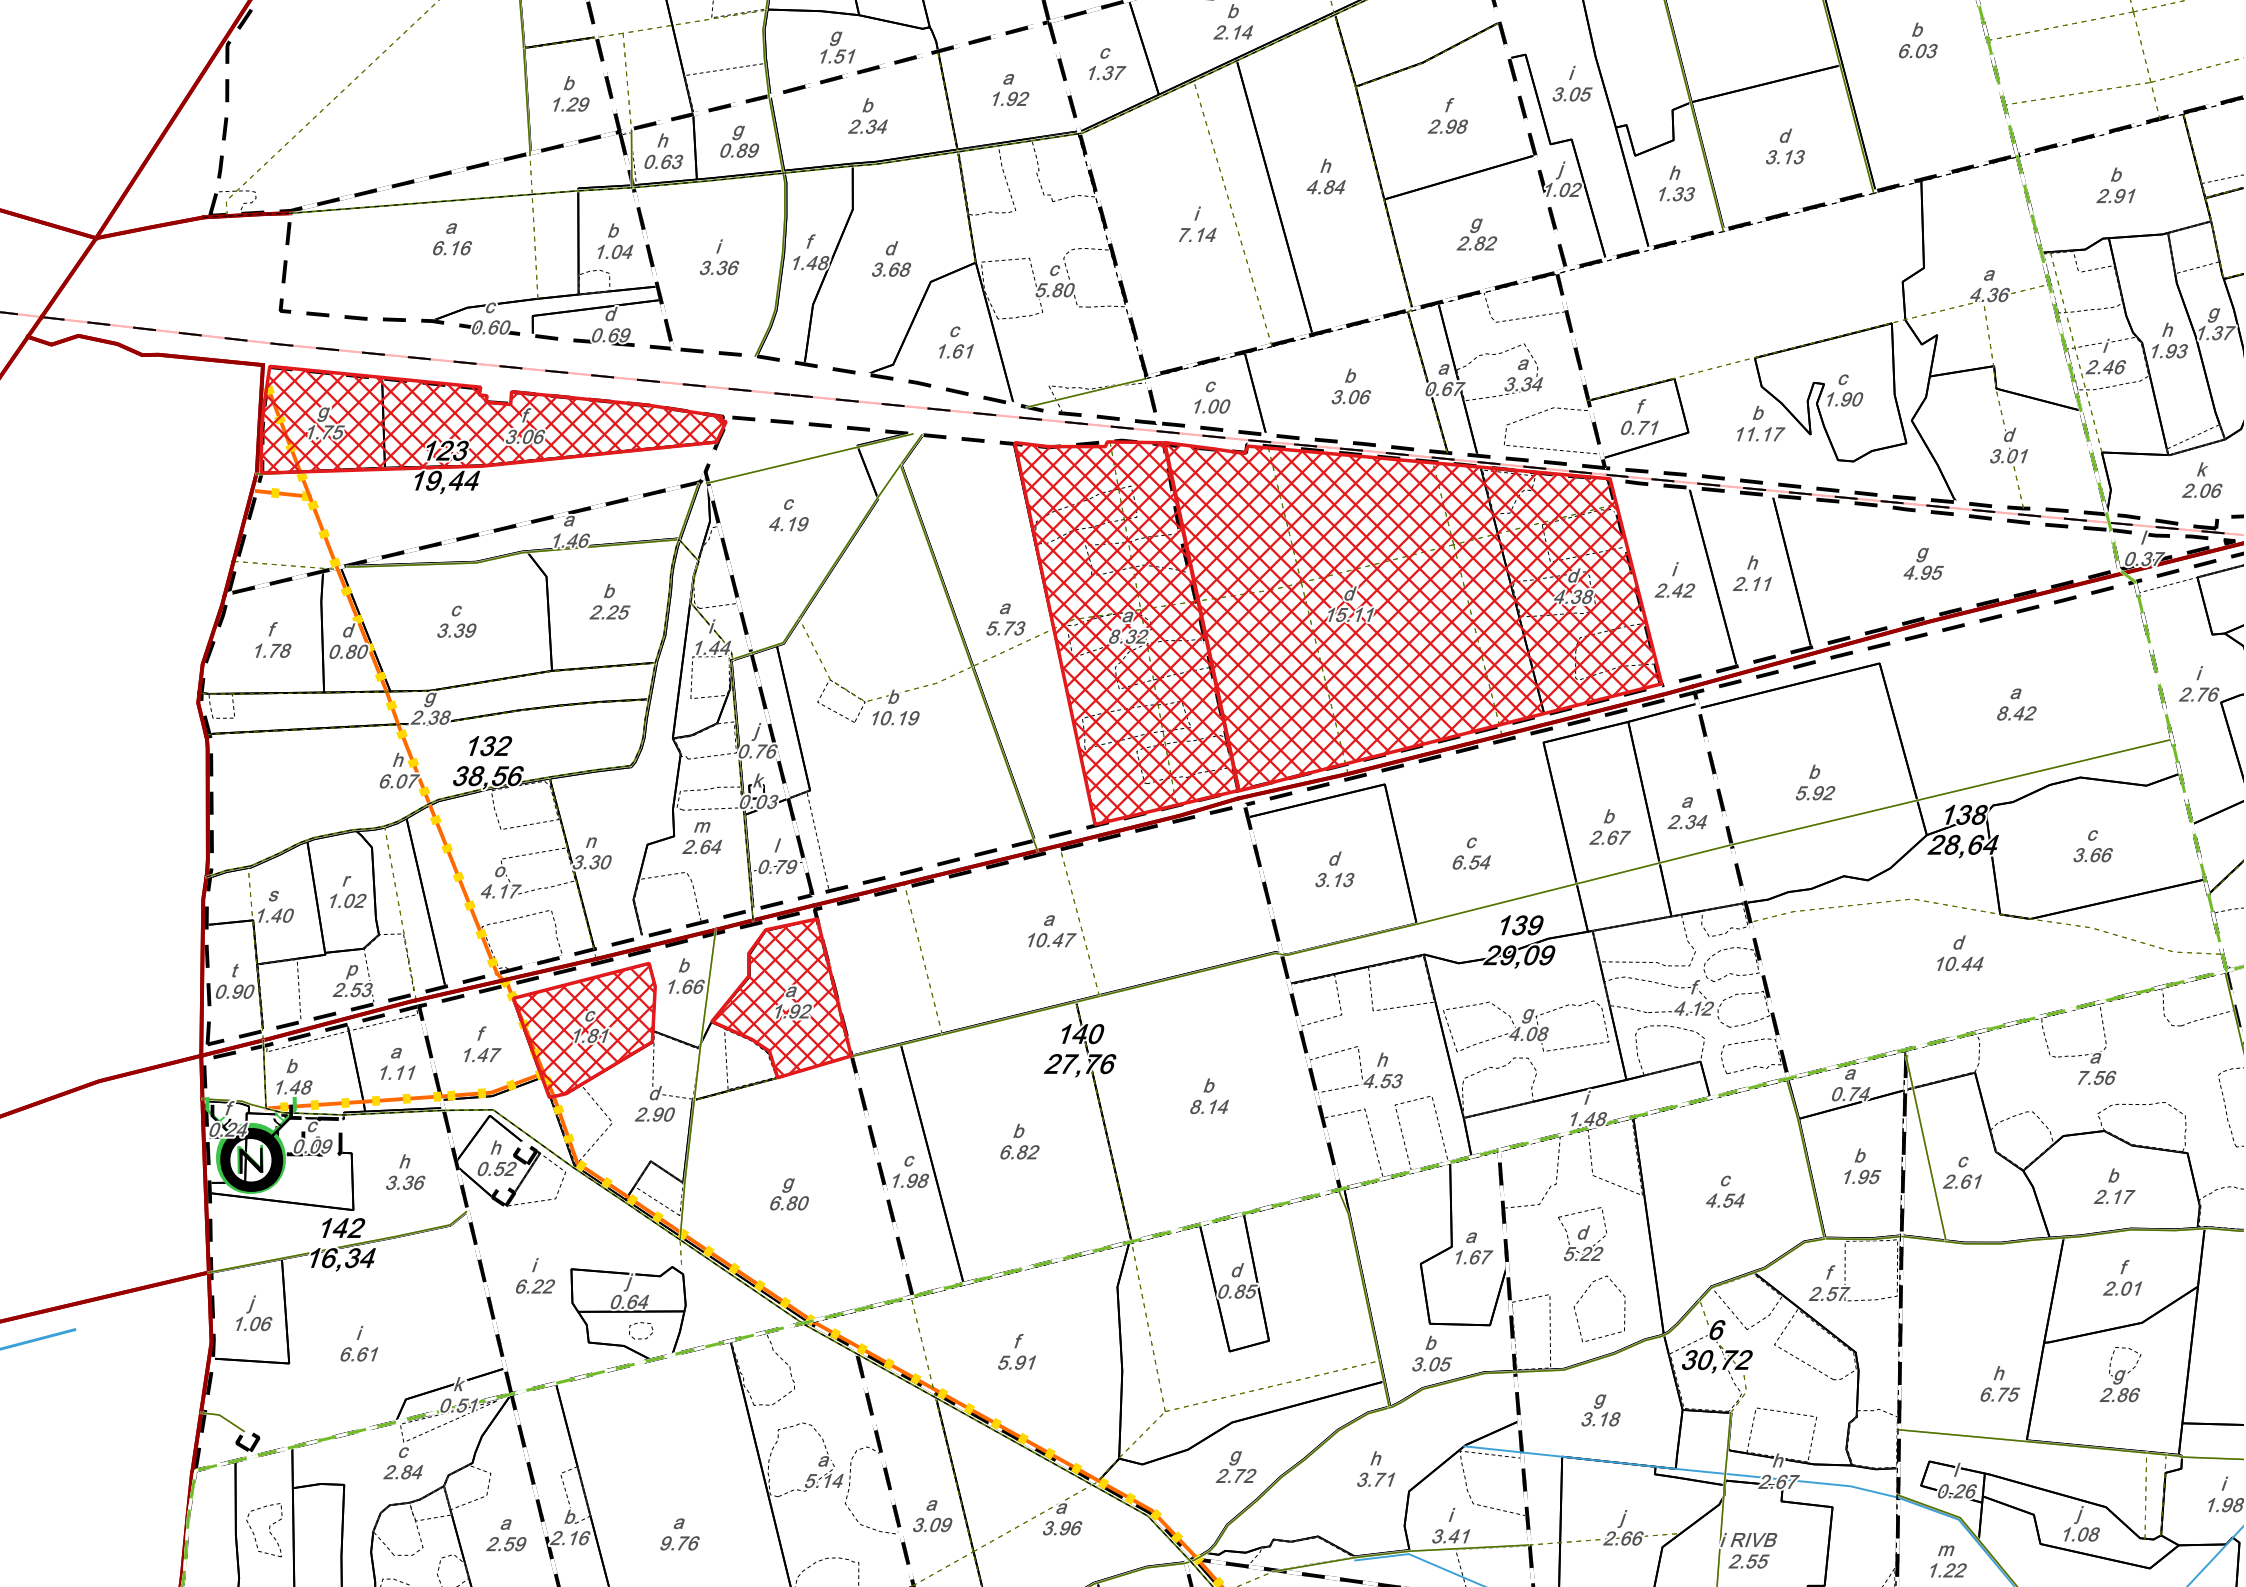 b
2.14
g
1.51
b
6.03
c
1.37
i
3.05
a
1.92
b
1.29
b
2.34
f
2.98
g
0.89
h
0.63
d
3.13
h
4.84
j
1.02
h
1.33
b
2.91
i
7.14
g
2.82
a
6.16
b
1.04
i
3.36
f
1.48
d
3.68
c
5.80
a
4.36
c
0.60
d
0.69
c
1.61
g
1.37
h
1.93
i
2.46
c
1.00
b
3.06
a
0.67
a
3.34
f
0.71
c
1.90
b
11.17
d
3.01
g
1.75
f
3.06
123
19,44
k
2.06
c
4.19
a
1.46
l
0.37
g
4.95
i
2.42
h
2.11
d
15.11
d
4.38
a
5.73
a
8.32
b
2.25
c
3.39
f
1.78
d
0.80
i
1.44
i
2.76
a
8.42
g
2.38
b
10.19
132
38,56
j
0.76
h
6.07
k
0.03
b
5.92
138
28,64
b
2.67
a
2.34
c
3.66
m
2.64
n
3.30
l
0.79
c
6.54
d
3.13
o
4.17
r
1.02
s
1.40
a
10.47
139
29,09
d
10.44
t
0.90
p
2.53
b
1.66
a
1.92
f
4.12
c
1.81
g
4.08
f
1.47
a
1.11
b
1.48
140
27,76
h
4.53
a
7.56
a
0.74
b
8.14
d
2.90
i
1.48
f
0.24
c
0.09
N
b
6.82
h
3.36
h
0.52
c
1.98
g
6.80
c
4.54
b
1.95
c
2.61
b
2.17
142
16,34
a
1.67
d
5.22
i
6.22
j
0.64
d
0.85
f
2.57
f
2.01
j
1.06
i
6.61
f
5.91
b
3.05
6
30,72
h
6.75
g
2.86
k
0.51
g
3.18
c
2.84
a
5.14
g
2.72
h
3.71
h
2.67
l
0.26
i
1.98
a
2.59
b
2.16
a
9.76
a
3.09
a
3.96
i
3.41
j
2.66
j
1.08
i RIVB
2.55
m
1.22